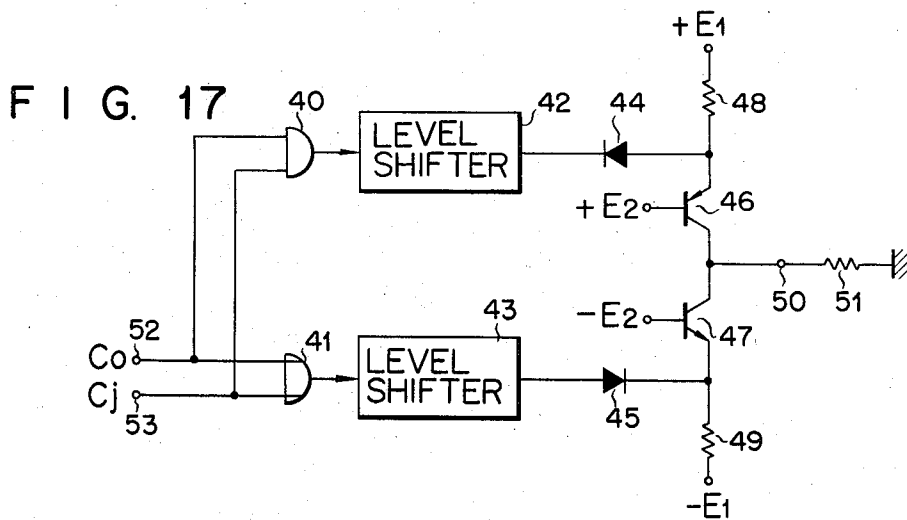 +E1
FIG. 17
40
42
44
48
LEVEL
SHIFTER
+E2
46
50
51
-E2
47
52
Co
41
43
LEVEL
SHIFTER
Cj
53
45
49
-E1